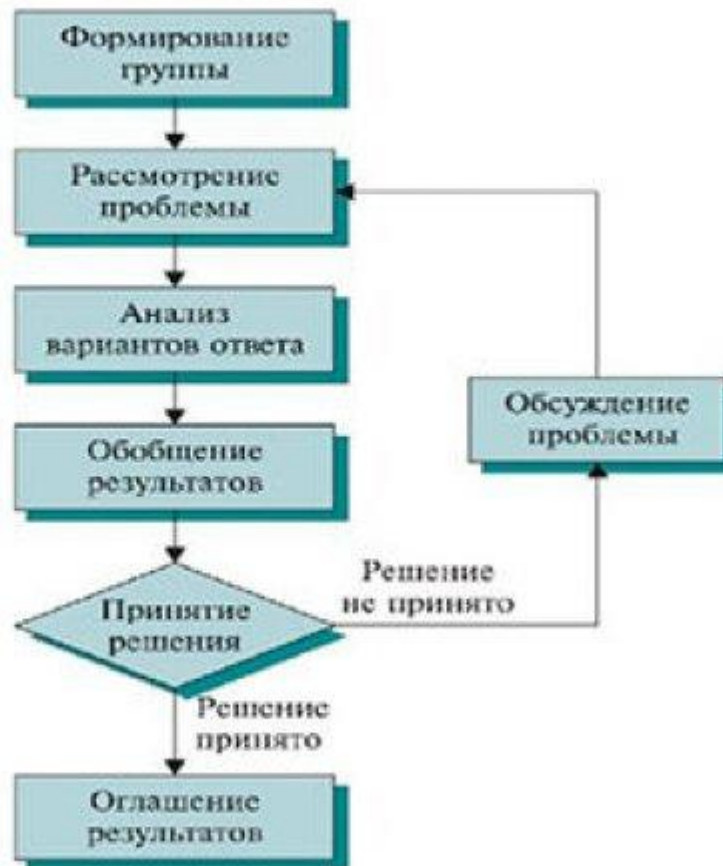 Формирование
группы
Рассмотрение
проблемы
Анализ
вариантов ответа
Обсуждение
проблемы
Обобщение
результатов
Решение
не принято
Принятие
решения
Решение
принято
Оглашение
результатов